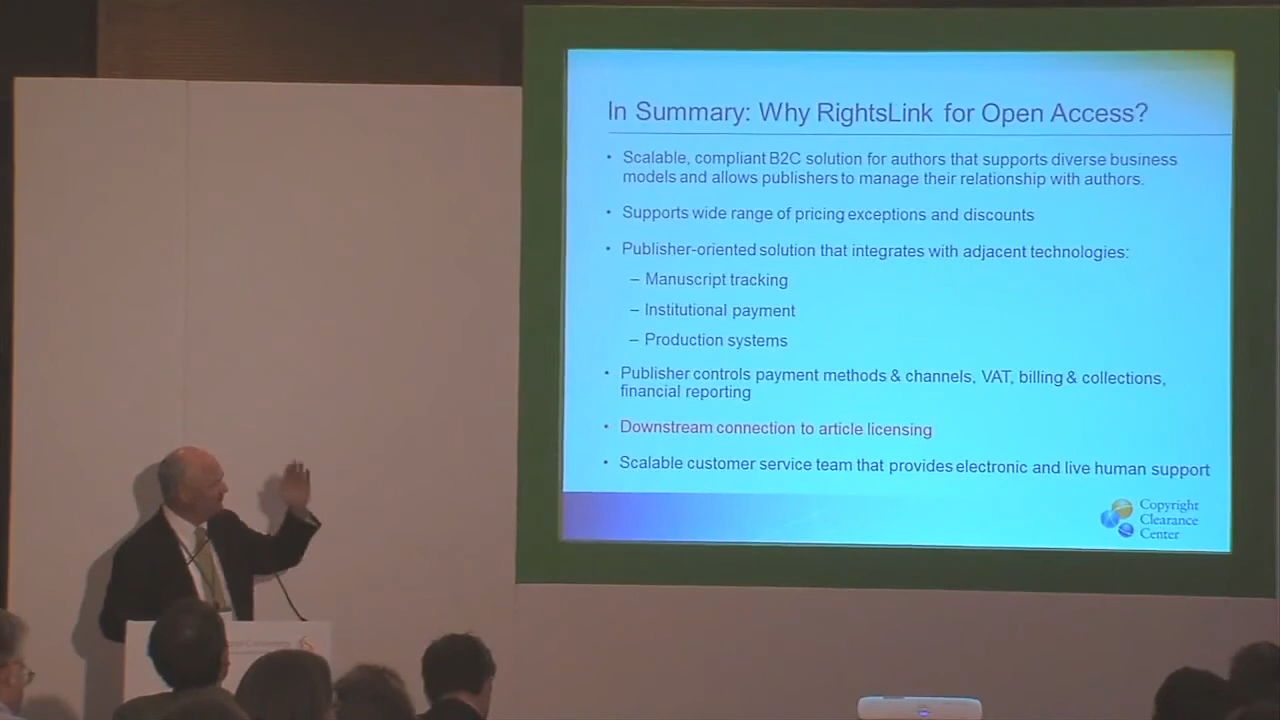 In Summary: Why RightsLink for Open Access?
• Scalable, compliant B2C solution for authors that supports diverse business
models and allows publishers to manage their relationship with authors.
• Supports wide range of pricing exceptions and discounts
• Publisher-oriented solution that integrates with adjacent technologies:
– Manuscript tracking
– Institutional payment
– Production systems
• Publisher controls payment methods & channels, VAT, billing & collections,
financial reporting
• Downstream connection to article licensing
• Scalable customer service team that provides electronic and live human support
Copyright
Clearance
Center